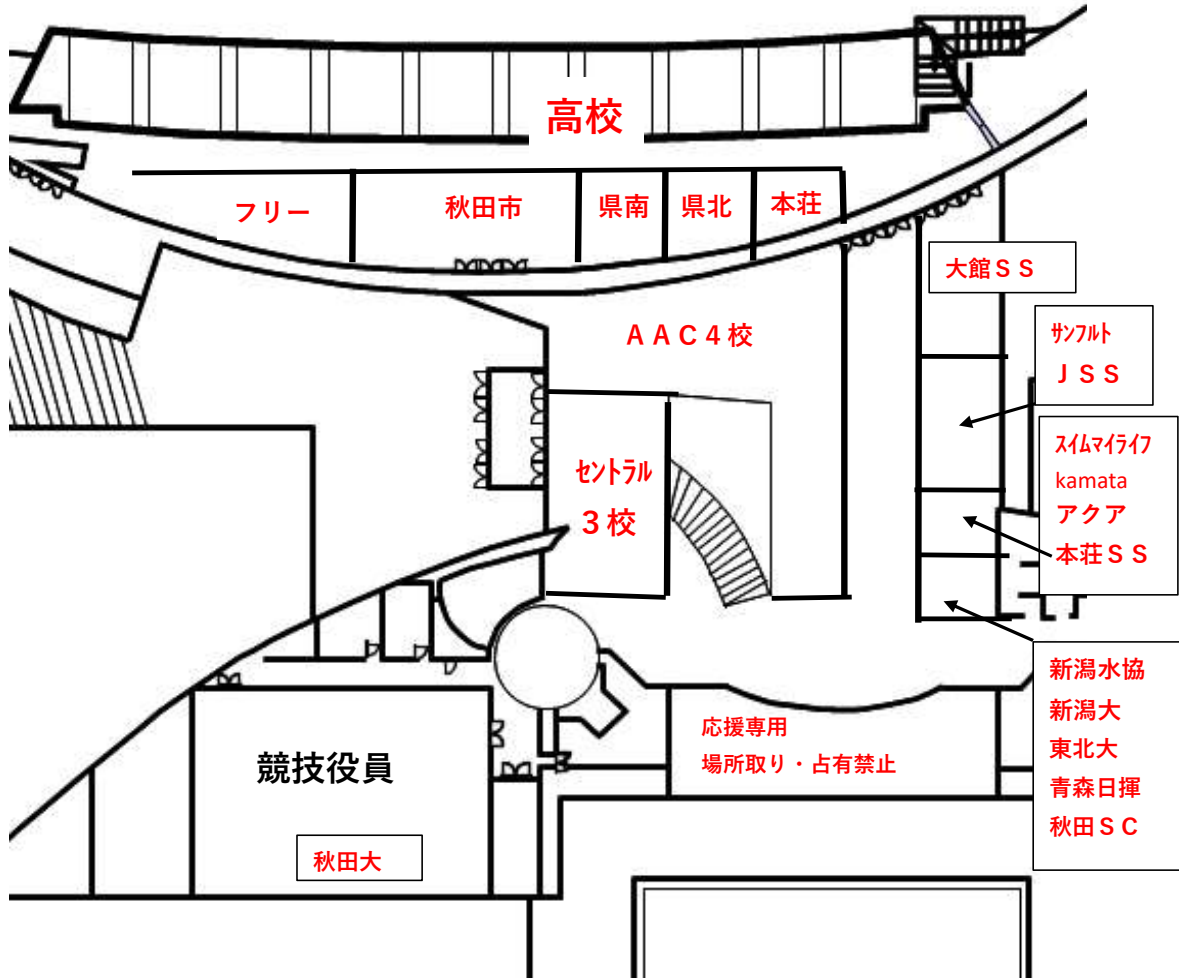 高校
フリー
秋田市
県南
県北
本荘
大館ＳＳ
ＡＡＣ４校
ｻﾝﾌﾙﾄ
ＪＳＳ
ｾﾝﾄﾗﾙ
３校
ｽｲﾑﾏｲﾗｲﾌ
kamata
アクア
本荘ＳＳ
新潟水協
新潟大
東北大
青森日揮
秋田ＳＣ
応援専用
場所取り・占有禁止
競技役員
秋田大